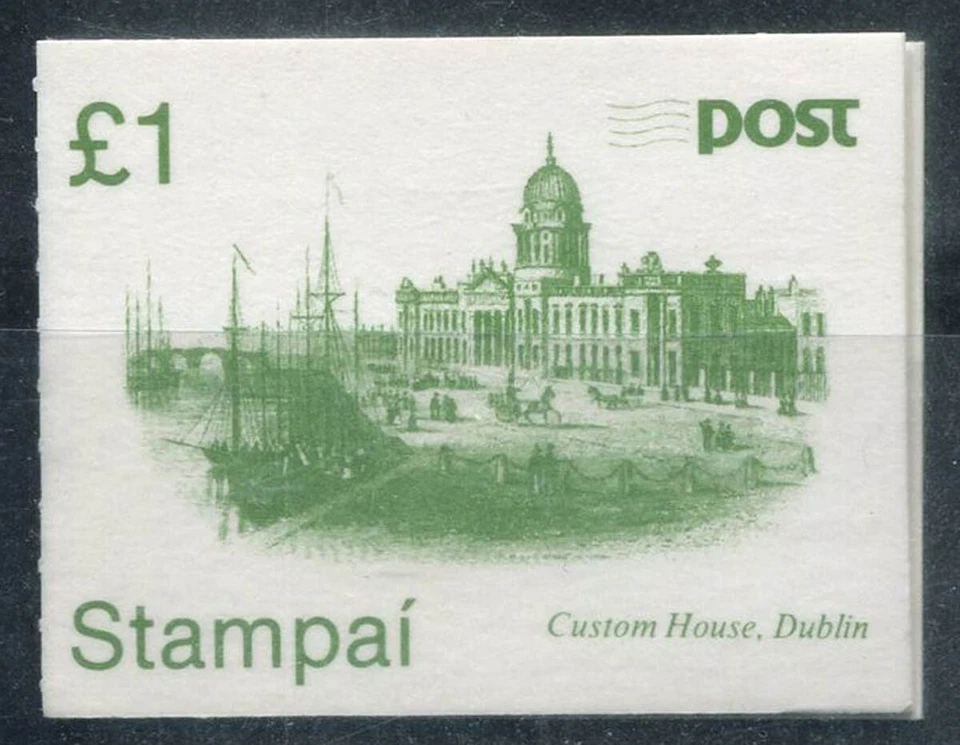 £1
post
Stampaí
Custom House, Dublin